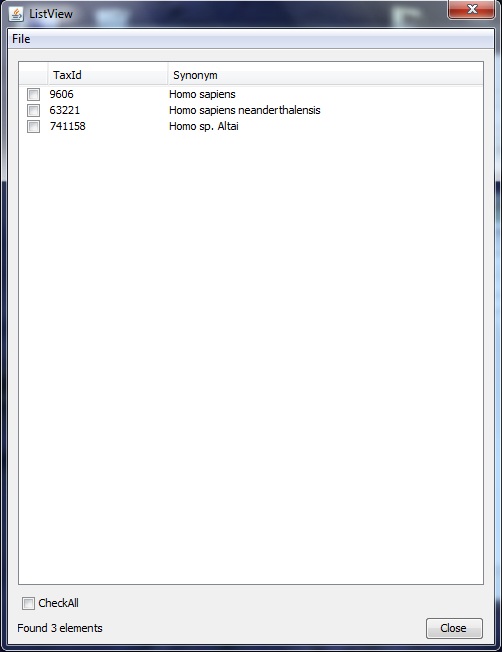 ListView
File
TaxId Synonym
9606 Homo sapiens
63221 Homo sapiens neanderthalensis
741158 Homo sp. Altai
CheckAll
Found 3 elements
Close